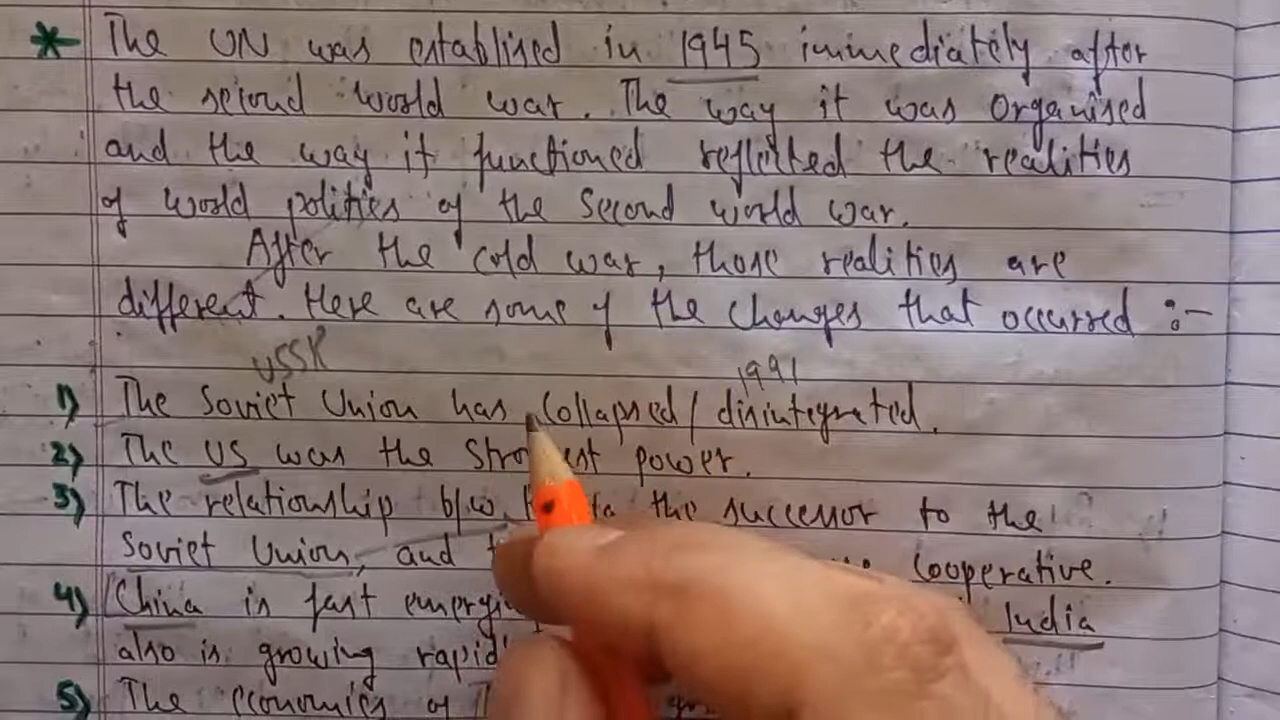 * The UN was establised in 1945 immediately after
the second world war. The way it was Organised
and the way it functioned reflected the realities
of world politics of the Second world war.
After the cold war, those realities are
different. Here are some of the changes that occurred :-
USSR 1991
1) The Soviet Union has Collapsed / disintegrated.
2) The US was the power.
3) The relationship b/w the successor to the
Soviet Union, and Cooperative.
4) China is fast India
also is growing
5) The economies of